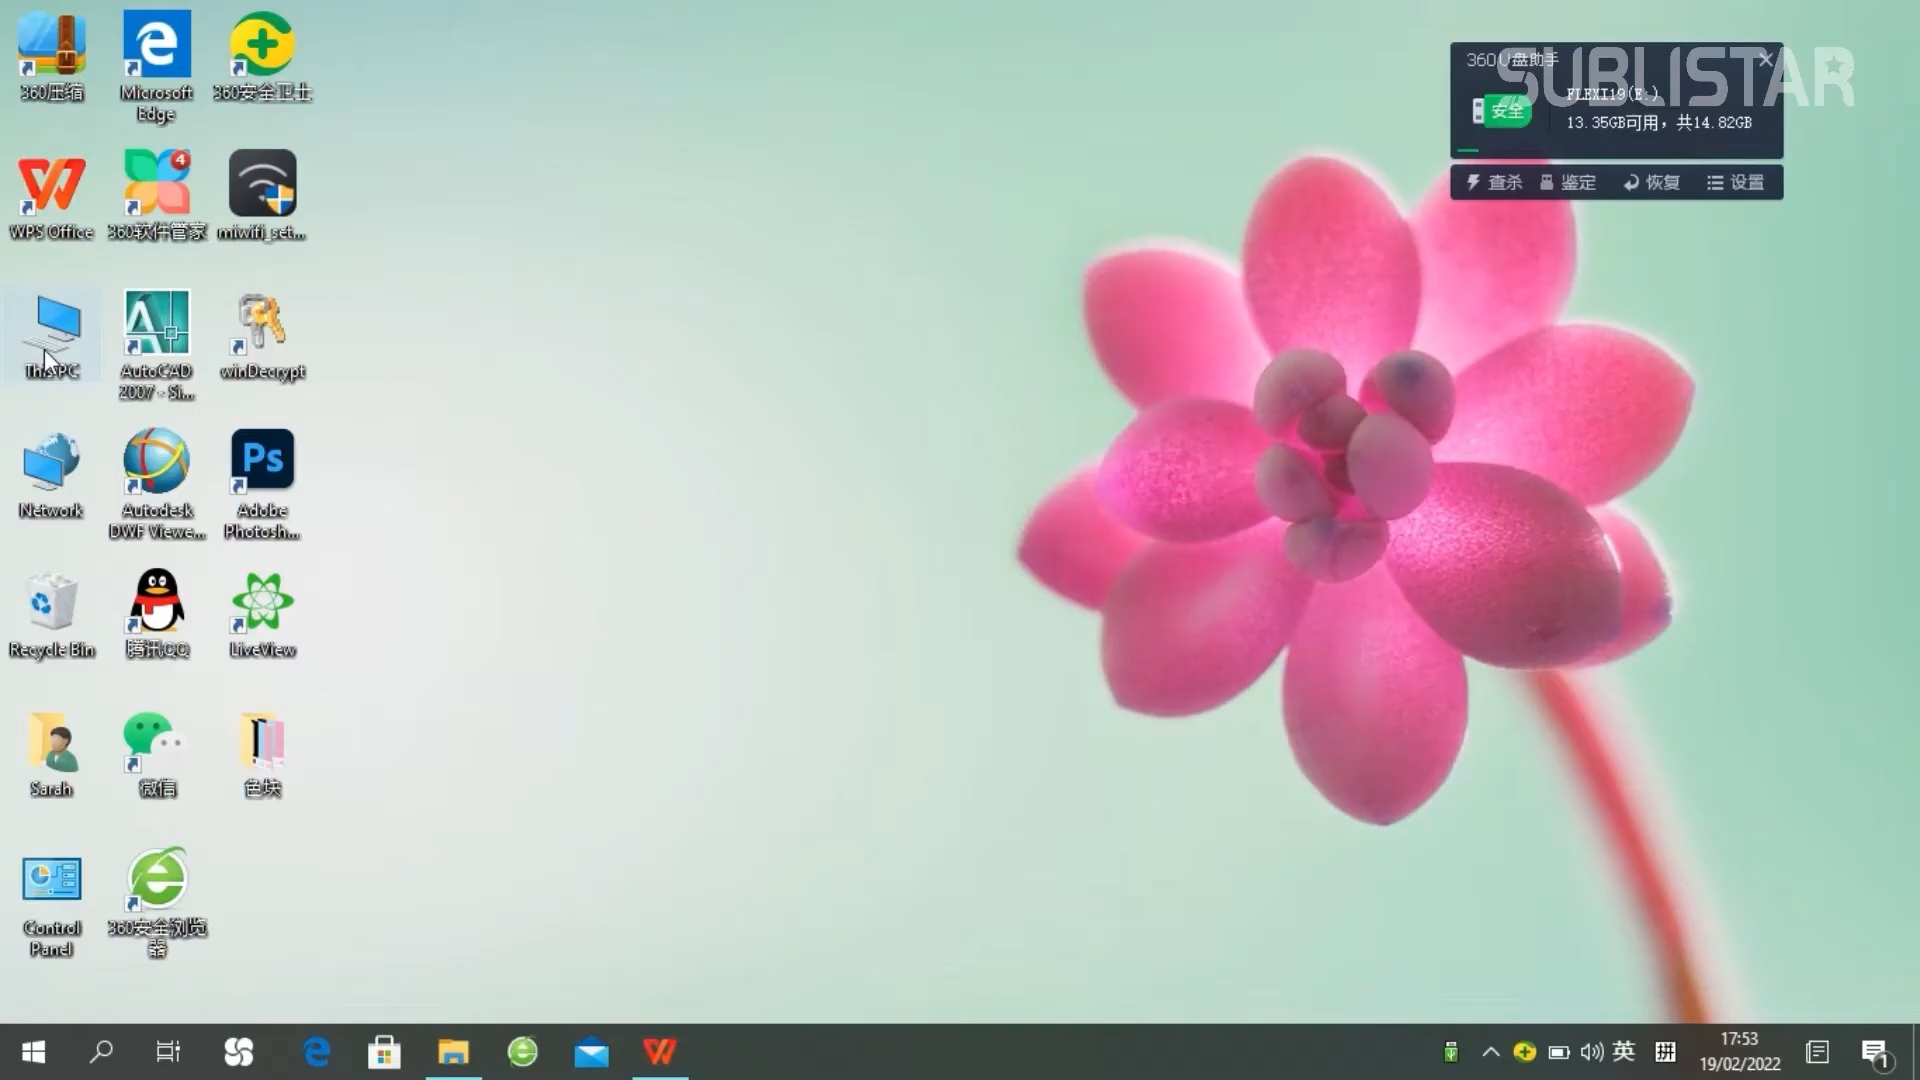 360压缩
Microsoft
Edge
360安全卫士
WPS Office
4
360软件管家
miwifi_set...
This PC
AutoCAD
2007 - Si...
winDecrypt
Network
Autodesk
DWF Viewe...
Ps
Adobe
Photosh...
Recycle Bin
腾讯QQ
LiveView
Sarah
微信
色块
Control
Panel
360安全浏览
器
360 U盘助手
SUBLISTAR
安全
FLEXI19(E:)
13.35GB可用，共14.82GB
查杀 鉴定 恢复 设置
英
拼
17:53
19/02/2022
1